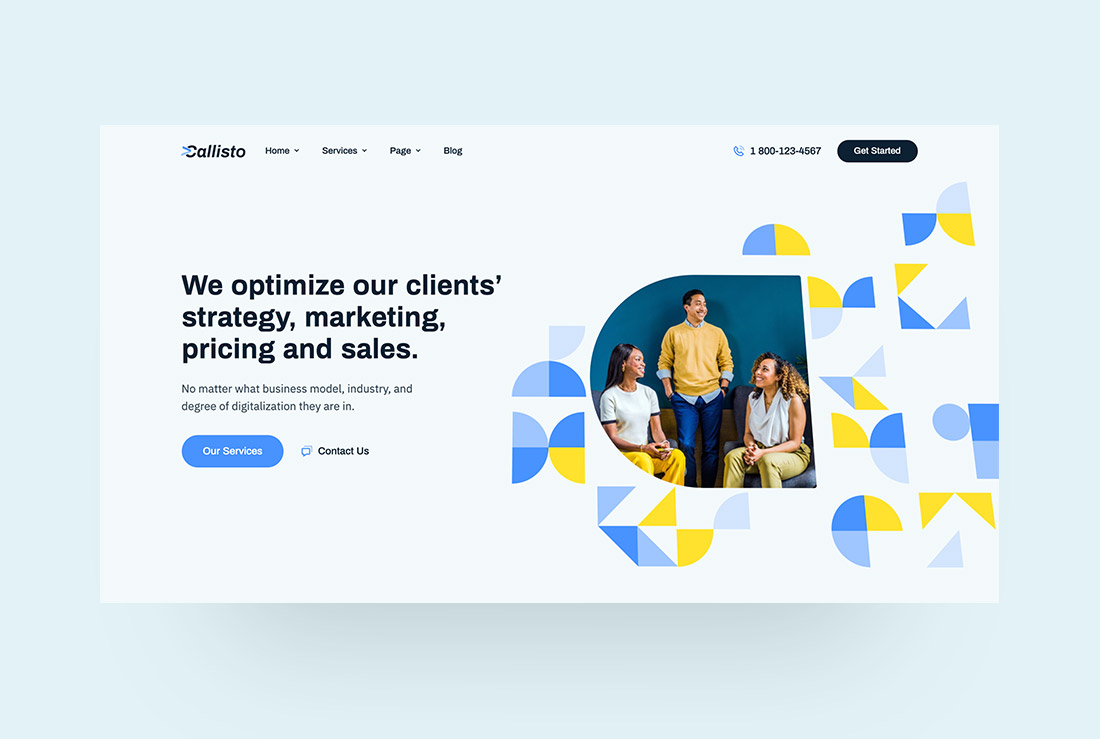 Callisto Home Services Page Blog 1 800-123-4567 Get Started
We optimize our clients’
strategy, marketing,
pricing and sales.
No matter what business model, industry, and
degree of digitalization they are in.
Our Services Contact Us